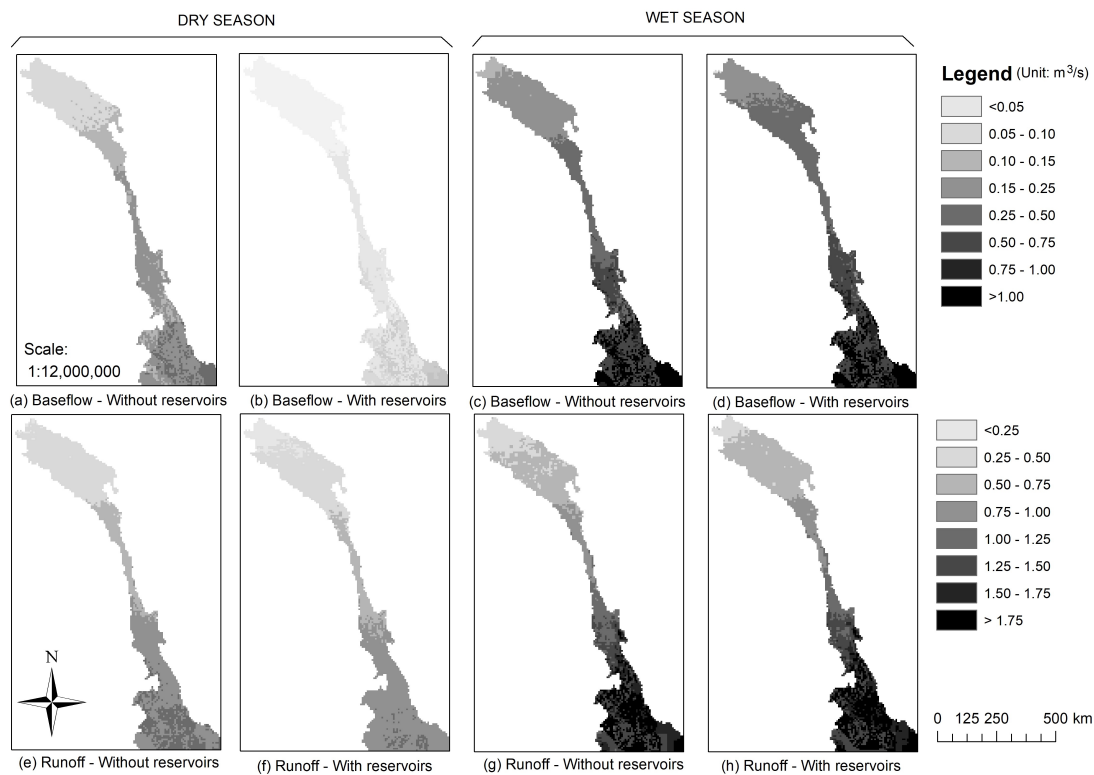 DRY SEASON
WET SEASON
Legend (Unit: m³/s)
<0.05
0.05 - 0.10
0.10 - 0.15
0.15 - 0.25
0.25 - 0.50
0.50 - 0.75
0.75 - 1.00
>1.00
Scale:
1:12,000,000
(a) Baseflow - Without reservoirs
(b) Baseflow - With reservoirs
(c) Baseflow - Without reservoirs
(d) Baseflow - With reservoirs
<0.25
0.25 - 0.50
0.50 - 0.75
0.75 - 1.00
1.00 - 1.25
1.25 - 1.50
1.50 - 1.75
> 1.75
N
0 125 250 500 km
(e) Runoff - Without reservoirs
(f) Runoff - With reservoirs
(g) Runoff - Without reservoirs
(h) Runoff - With reservoirs